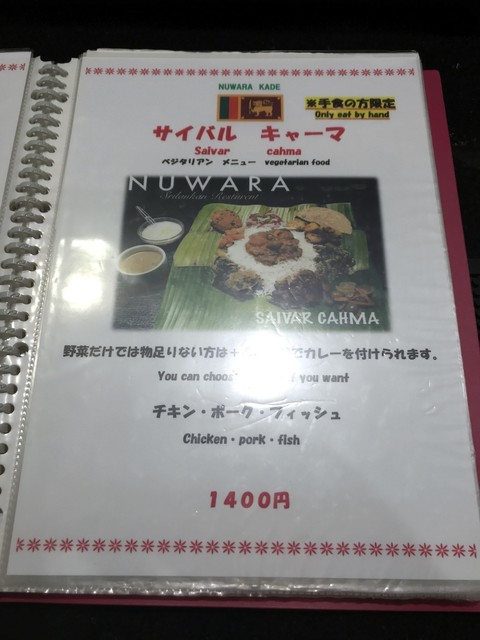 NUWARA KADE
※手食の方限定
Only eat by hand
サイバル キャーマ
Saivar cahma
ベジタリアン メニュー vegetarian food
NUWARA
Srilankan Resturent
SAIVAR CAHMA
野菜だけでは物足りない方は+ でカレーを付けられます。
You can you want
チキン・ポーク・フィッシュ
Chicken・pork・fish
1400円